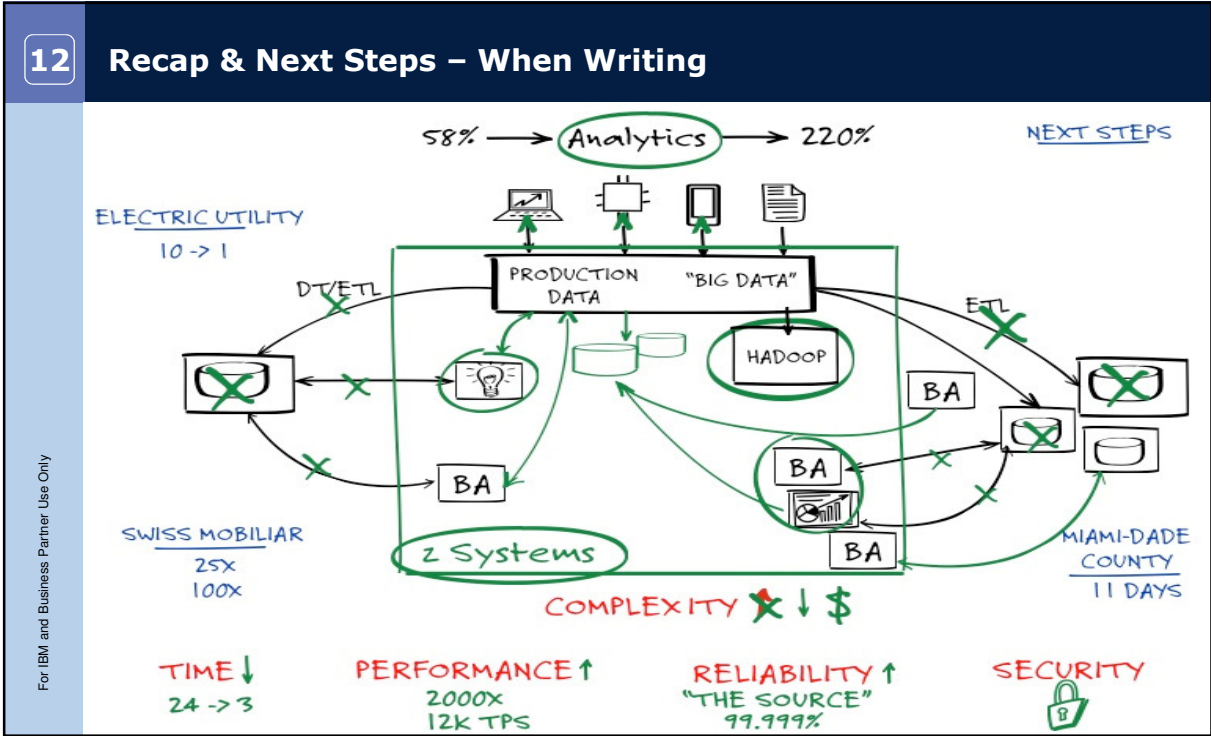 12
Recap & Next Steps – When Writing
58%
Analytics
220%
NEXT STEPS
ELECTRIC UTILITY
10 -> 1
PRODUCTION
DATA
"BIG DATA"
DT/ETL
ETL
HADOOP
BA
BA
BA
BA
z Systems
SWISS MOBILIAR
25X
100X
MIAMI-DADE
COUNTY
11 DAYS
COMPLEXITY X ↓ $
TIME ↓
24 -> 3
PERFORMANCE ↑
2000X
12K TPS
RELIABILITY ↑
"THE SOURCE"
99.999%
SECURITY
For IBM and Business Partner Use Only